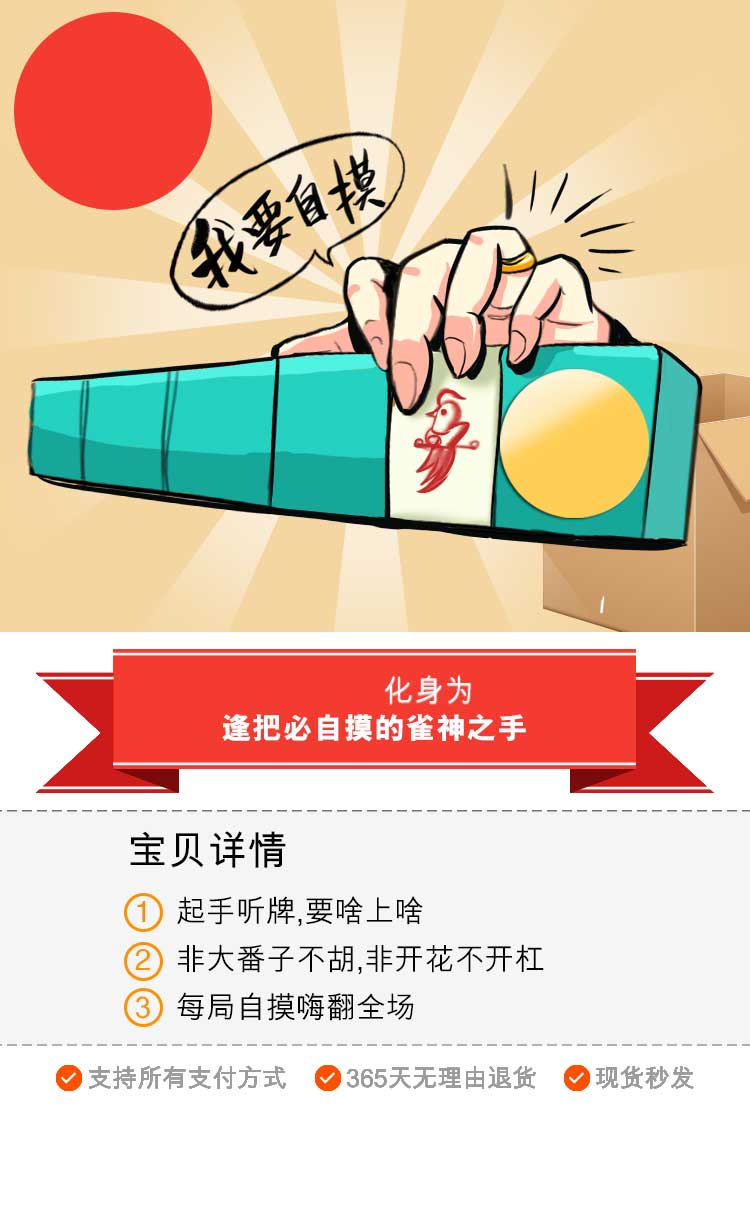 我要自摸
化身为
逢把必自摸的雀神之手
宝贝详情
1 起手听牌,要啥上啥
2 非大番子不胡,非开花不开杠
3 每局自摸嗨翻全场
支持所有支付方式 365天无理由退货 现货秒发